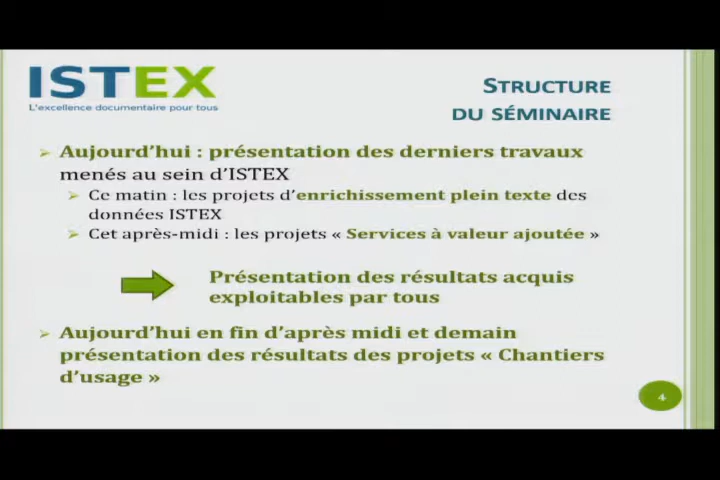 ISTEX
L'excellence documentaire pour tous
STRUCTURE
DU SÉMINAIRE
Aujourd'hui : présentation des derniers travaux
menés au sein d'ISTEX
Ce matin : les projets d'enrichissement plein texte des
données ISTEX
Cet après-midi : les projets « Services à valeur ajoutée »
Présentation des résultats acquis
exploitables par tous
Aujourd'hui en fin d'après midi et demain
présentation des résultats des projets « Chantiers
d'usage »
4